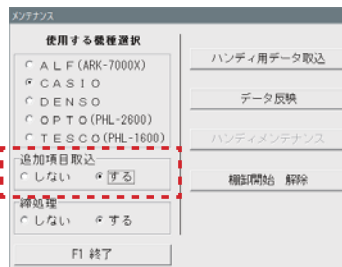 メンテナンス
使用する機種選択
ALF(ARK-7000X)
CASIO
DENSO
OPTO(PHL-2600)
TESCO(PHL-1600)
追加項目取込
しない する
締処理
しない する
F1 終了
ハンディ用データ取込
データ反映
ハンディメンテナンス
棚卸開始 解除